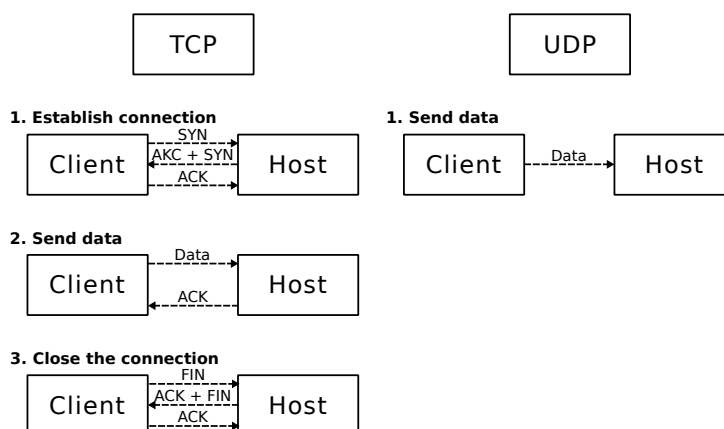 TCP
UDP
1. Establish connection
SYN
Client
AKC + SYN
Host
ACK
1. Send data
Client
Data
Host
2. Send data
Data
Client
Host
ACK
3. Close the connection
FIN
Client
ACK + FIN
Host
ACK